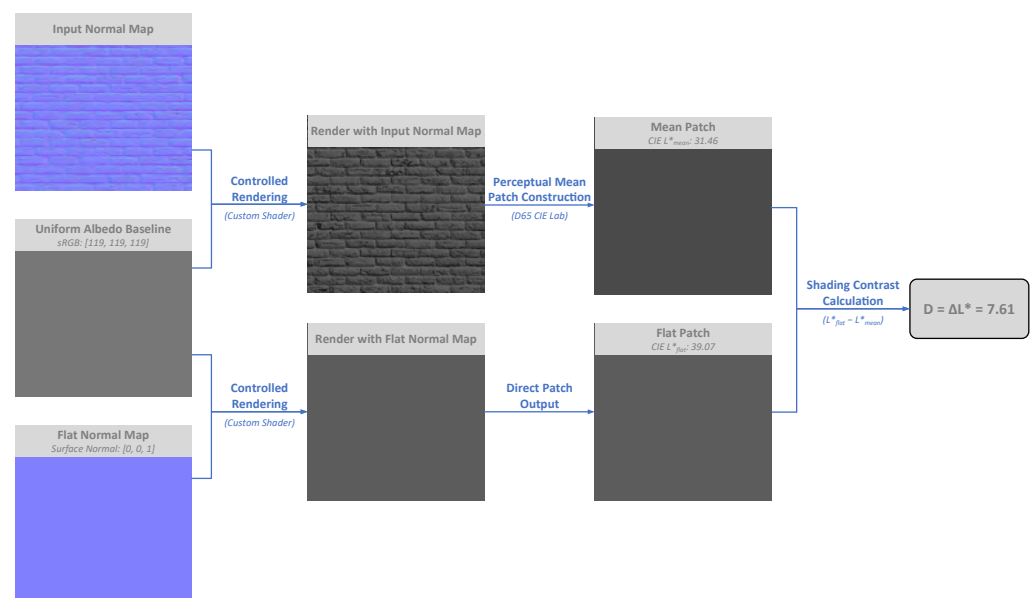 Input Normal Map
Uniform Albedo Baseline
sRGB: [119, 119, 119]
Flat Normal Map
Surface Normal: [0, 0, 1]
Controlled
Rendering
(Custom Shader)
Controlled
Rendering
(Custom Shader)
Render with Input Normal Map
Render with Flat Normal Map
Perceptual Mean
Patch Construction
(D65 CIE Lab)
Direct Patch
Output
Mean Patch
CIE L*mean: 31.46
Flat Patch
CIE L*flat: 39.07
Shading Contrast
Calculation
(L*flat – L*mean)
D = ΔL* = 7.61